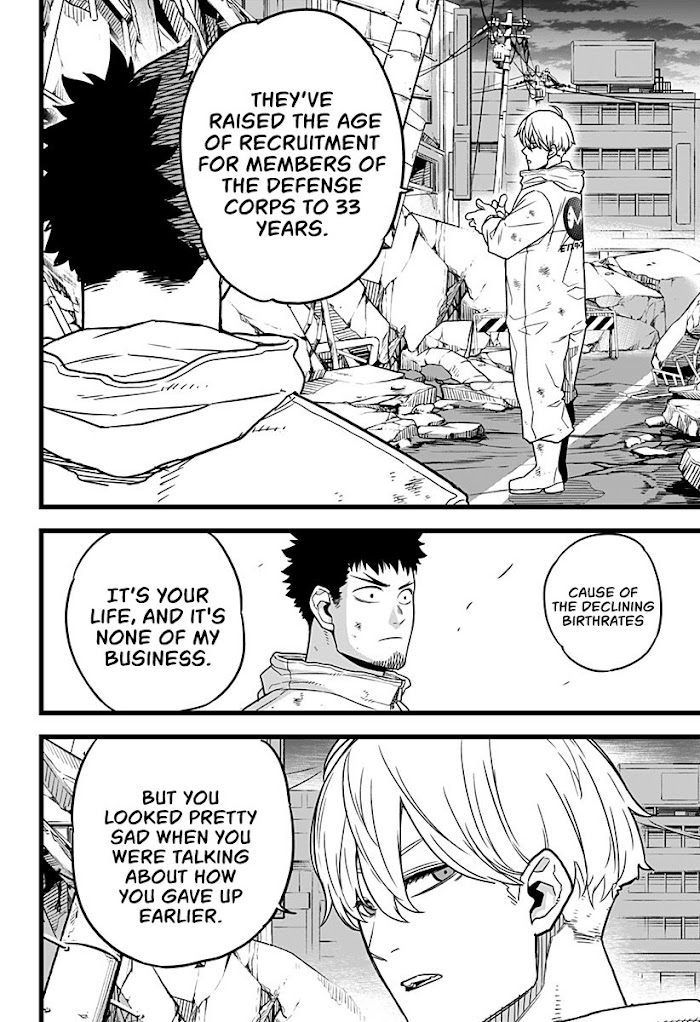 THEY'VE
RAISED THE AGE
OF RECRUITMENT
FOR MEMBERS OF
THE DEFENSE
CORPS TO 33
YEARS.
CAUSE OF
THE DECLINING
BIRTHRATES
IT'S YOUR
LIFE, AND IT'S
NONE OF MY
BUSINESS.
BUT YOU
LOOKED PRETTY
SAD WHEN YOU
WERE TALKING
ABOUT HOW
YOU GAVE UP
EARLIER.